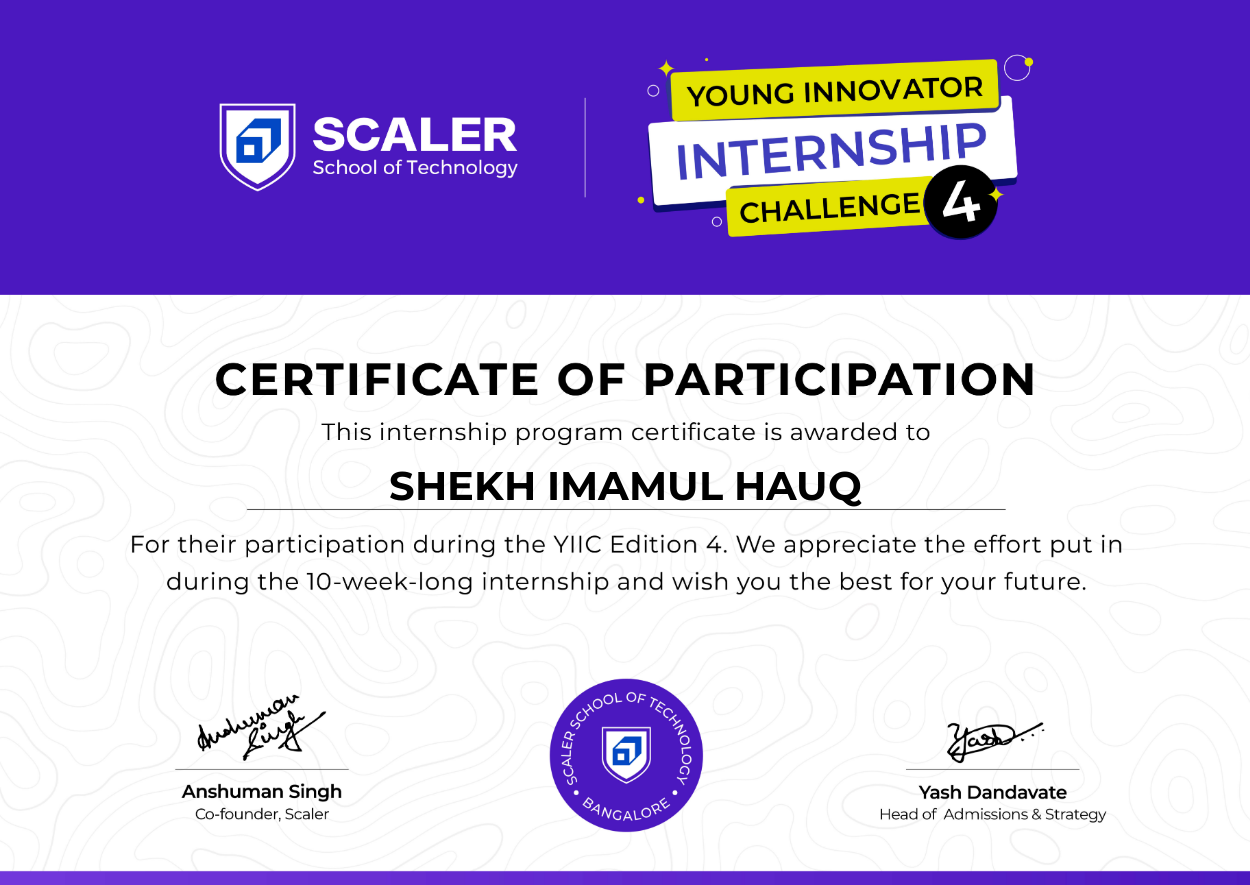 SCALER
School of Technology
YOUNG INNOVATOR
INTERNSHIP
CHALLENGE 4
CERTIFICATE OF PARTICIPATION
This internship program certificate is awarded to
SHEKH IMAMUL HAUQ
For their participation during the YIIC Edition 4. We appreciate the effort put in
during the 10-week-long internship and wish you the best for your future.
Anshuman
Singh
Anshuman Singh
Co-founder, Scaler
SCALER SCHOOL OF TECHNOLOGY
• BANGALORE •
Yash
Yash Dandavate
Head of Admissions & Strategy